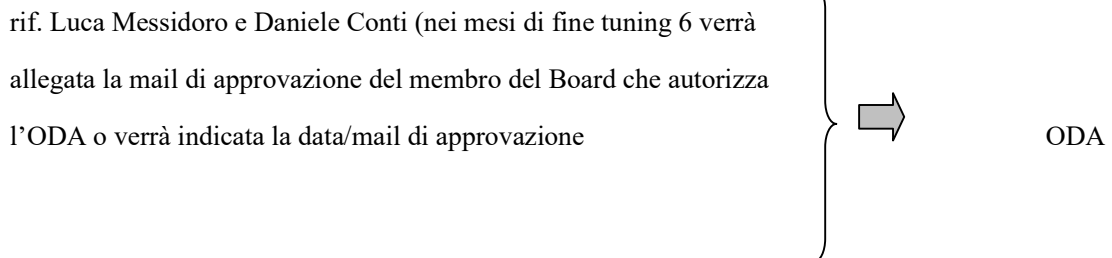 rif. Luca Messidoro e Daniele Conti (nei mesi di fine tuning 6 verrà
allegata la mail di approvazione del membro del Board che autorizza
l’ODA o verrà indicata la data/mail di approvazione
ODA